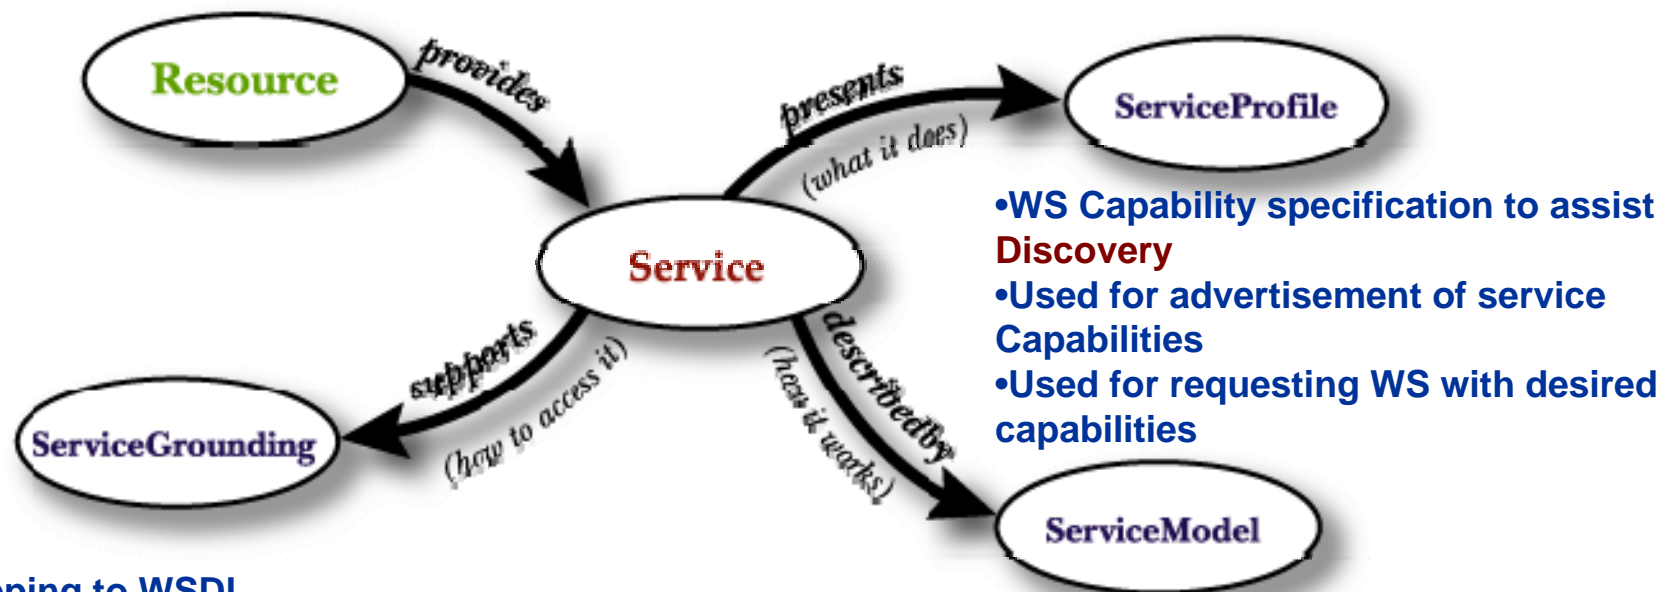 Resource
provides
presents
(what it does)
ServiceProfile
•WS Capability specification to assist
Discovery
•Used for advertisement of service
Capabilities
•Used for requesting WS with desired
capabilities
Service
supports
(how to access it)
describedby
(how it works)
ServiceGrounding
ServiceModel
to WSDL